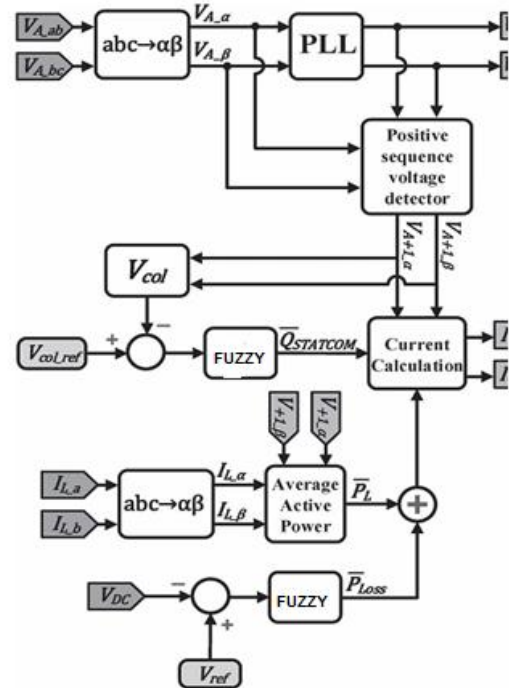 V_A_ab
V_A_bc
abc→αβ
V_A_α
V_A_β
PLL
Positive
sequence
voltage
detector
V_A+1_α
V_A+1_β
V_col
V_col_ref
+
−
FUZZY
Q̅_STATCOM
Current
Calculation
V_+1_β
V_+1_α
I_L_a
I_L_b
abc→αβ
I_L_α
I_L_β
Average
Active
Power
P̅_L
+
V_DC
−
+
FUZZY
P̅_Loss
V_ref